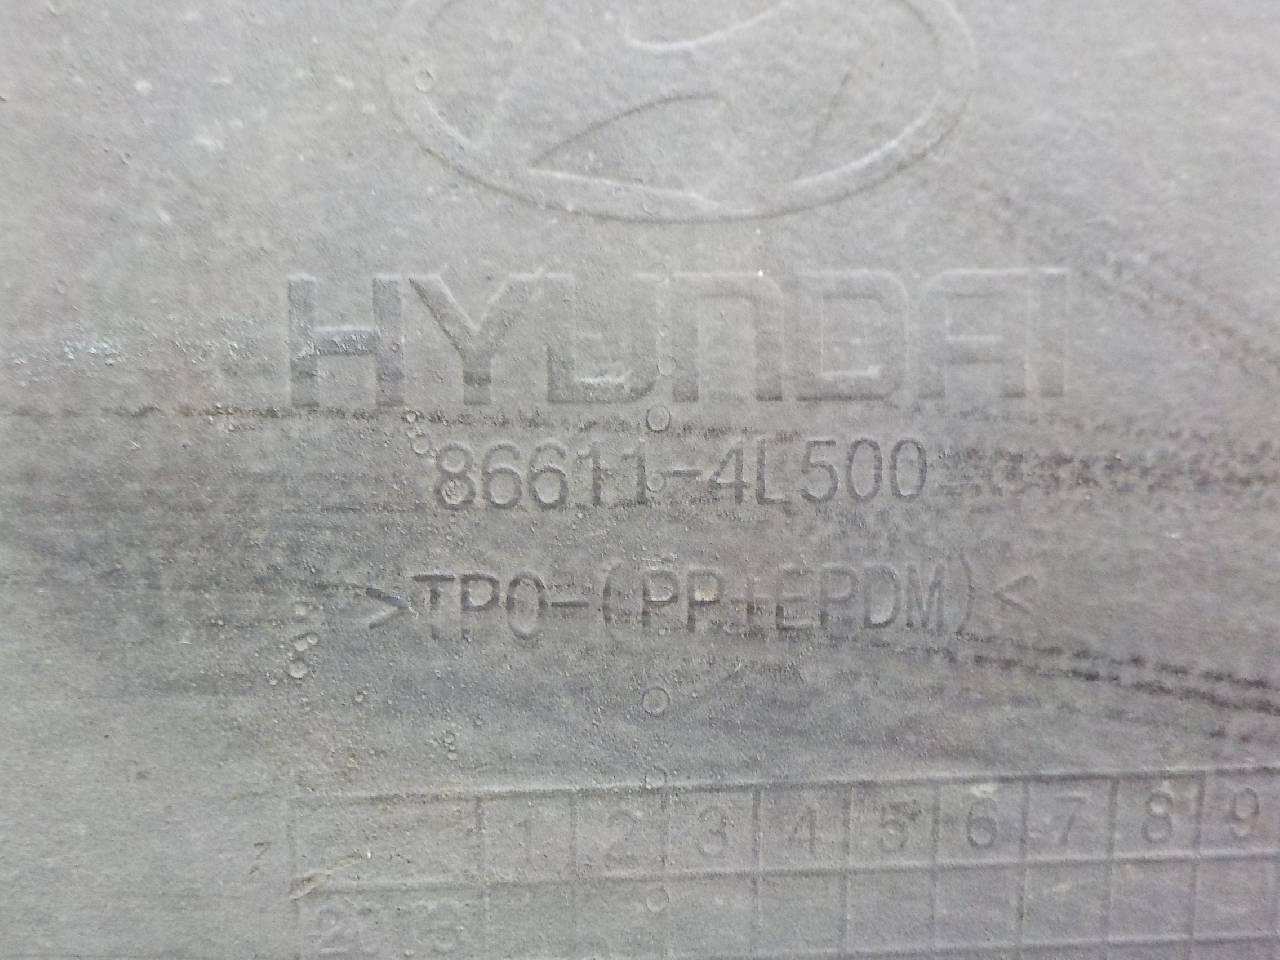 HYUNDAI
86611-4L500
>TPO-(PP+EPDM)<
1 2 3 4 5 6 7 8 9